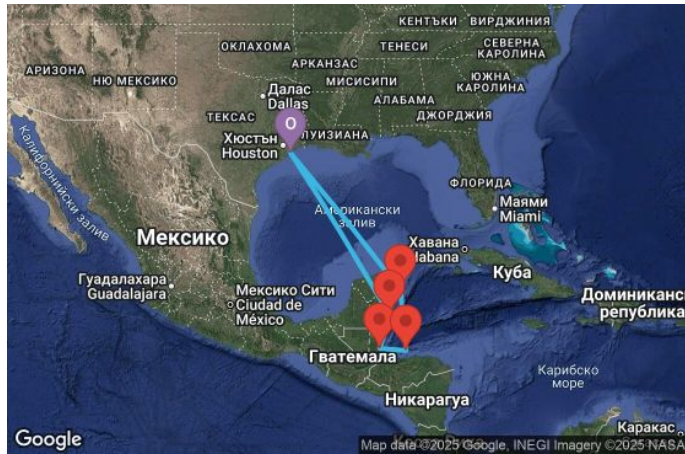 КЕНТЪКИ
ВИРДЖИНИЯ
ОКЛАХОМА
ТЕНЕСИ
СЕВЕРНА
КАРОЛИНА
АРИЗОНА
НЮ МЕКСИКО
АРКАНЗАС
МИСИСИПИ
ЮЖНА
КАРОЛИНА
Далас
Dallas
АЛАБАМА
ТЕКСАС
ДЖОРДЖИЯ
O
ЛУИЗИАНА
Хюстън
Houston
Калифорнийски залив
ФЛОРИДА
Маями
Miami
Американски
залив
Мексико
Хавана
Habana
Куба
Гуадалахара
Guadalajara
Мексико Сити
Ciudad de
México
Доминиканс
република
Гватемала
Карибско
море
Никарагуа
Каракас
Google
Map data ©2025 Google, INEGI Imagery ©2025 NASA